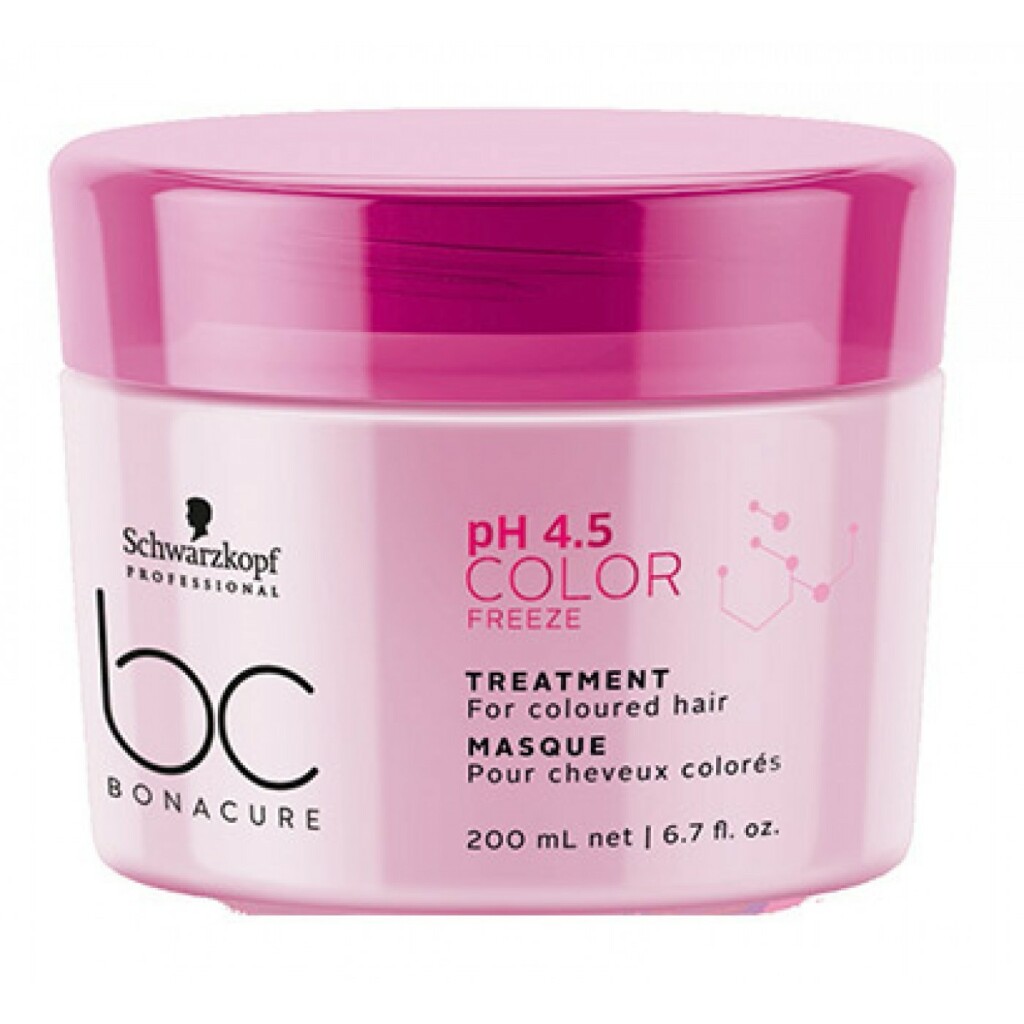 Schwarzkopf
PROFESSIONAL
bc
BONACURE
pH 4.5
COLOR
FREEZE
TREATMENT
For coloured hair
MASQUE
Pour cheveux colorés
200 mL net | 6.7 fl. oz.